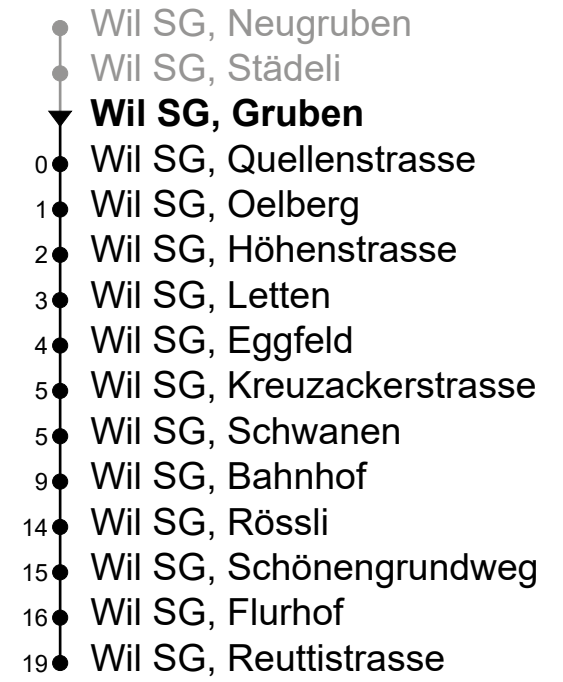 Wil SG, Neugruben
Wil SG, Städeli
Wil SG, Gruben
0 Wil SG, Quellenstrasse
1 Wil SG, Oelberg
2 Wil SG, Höhenstrasse
3 Wil SG, Letten
4 Wil SG, Eggfeld
5 Wil SG, Kreuzackerstrasse
5 Wil SG, Schwanen
9 Wil SG, Bahnhof
14 Wil SG, Rössli
15 Wil SG, Schönengrundweg
16 Wil SG, Flurhof
19 Wil SG, Reuttistrasse